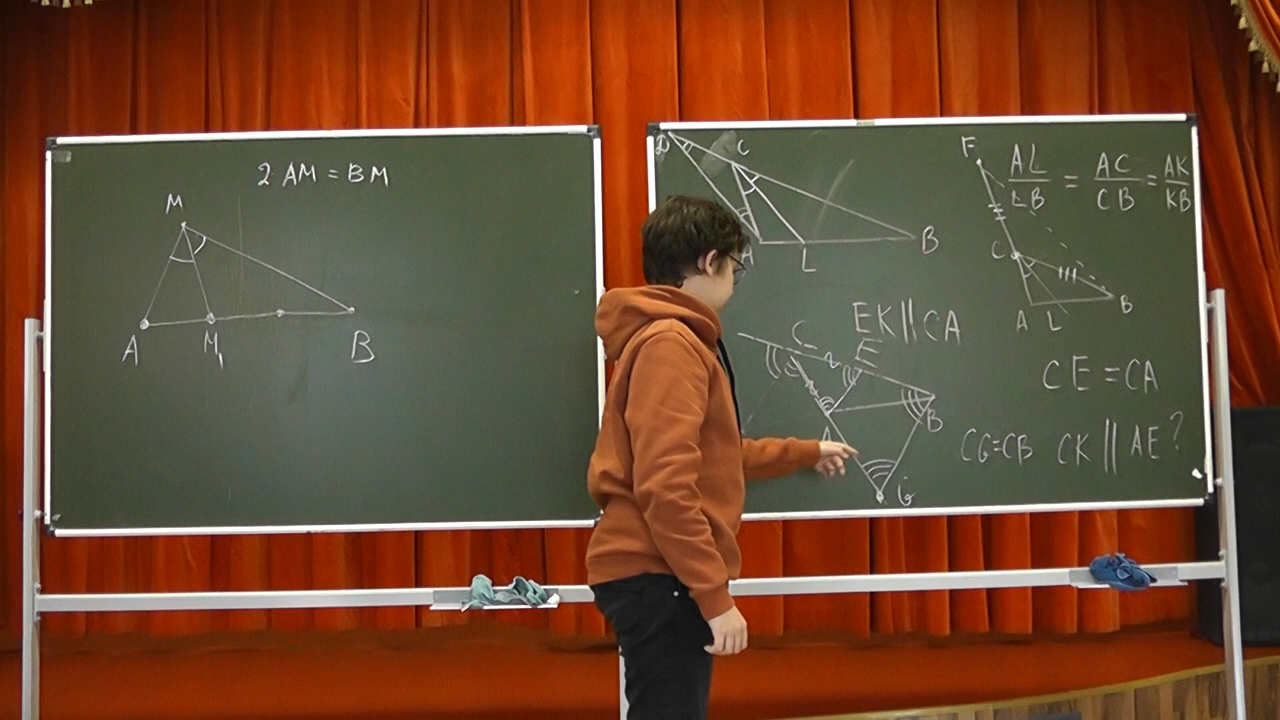 2 AM = BM
M
A M₁ B
D C
A L B
F
AL/LB = AC/CB = AK/KB
C
A L B
EK || CA
C E
A B
G
CE = CA
CG=CB CK || AE?